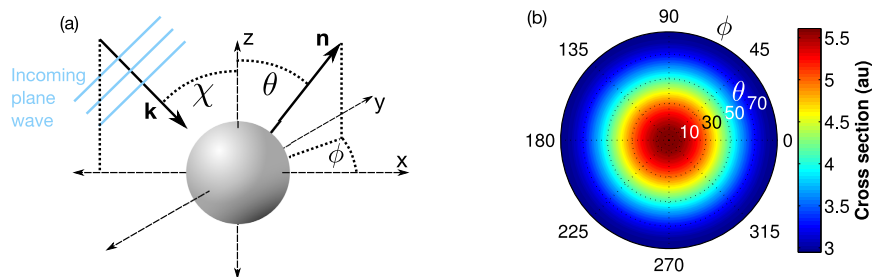 (a)
z
n
Incoming
plane
wave
k
χ
θ
y
ϕ
x
(b)
90
ϕ
135
45
θ 70
50
30
10
180
0
225
315
270
5.5
5
4.5
4
3.5
3
Cross section (au)